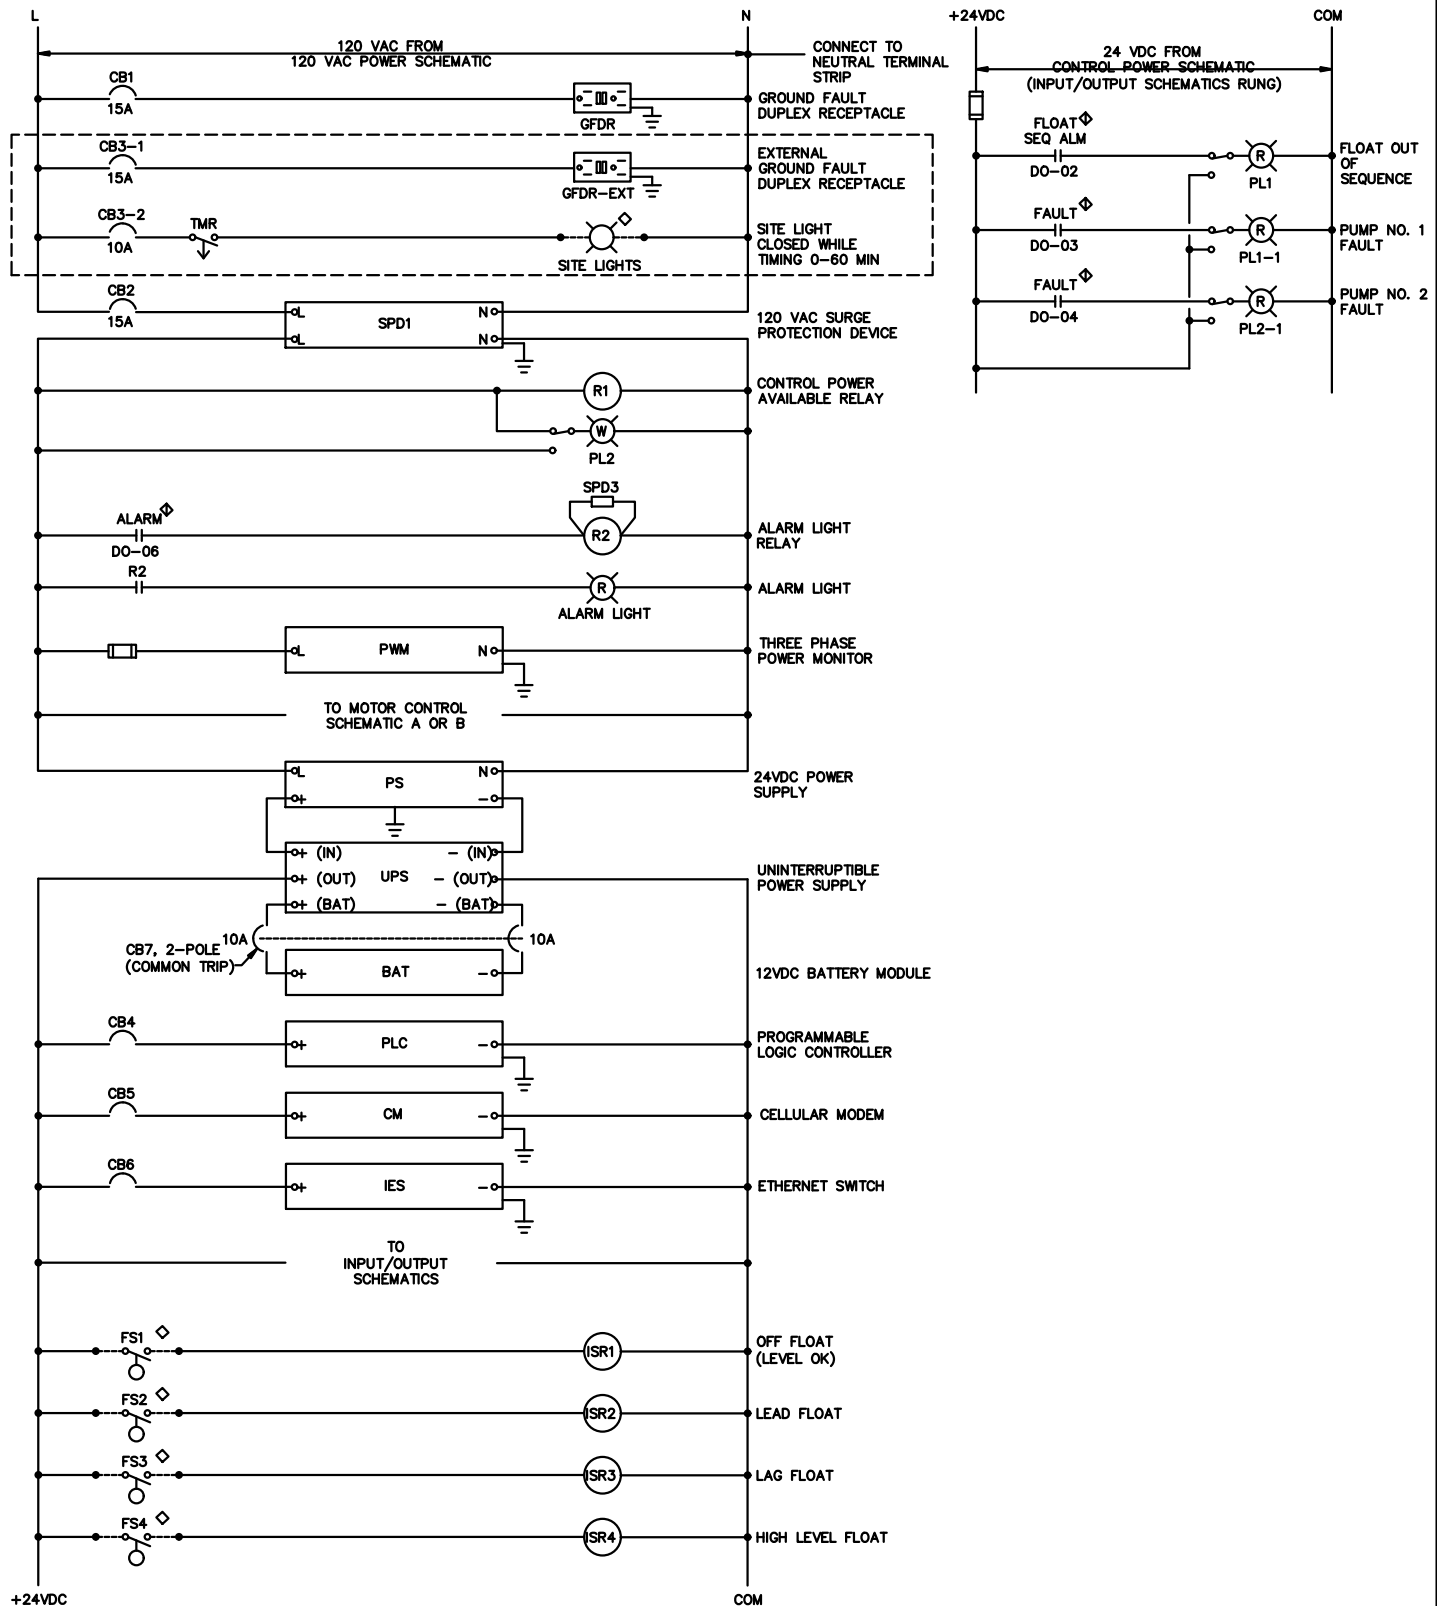 L
N
120 VAC FROM
120 VAC POWER SCHEMATIC
CONNECT TO
NEUTRAL TERMINAL
STRIP
CB1
15A
GFDR
GROUND FAULT
DUPLEX RECEPTACLE
CB3-1
15A
GFDR-EXT
EXTERNAL
GROUND FAULT
DUPLEX RECEPTACLE
CB3-2
10A
TMR
SITE LIGHTS
SITE LIGHT
CLOSED WHILE
TIMING 0-60 MIN
CB2
15A
L
SPD1
N
L
N
120 VAC SURGE
PROTECTION DEVICE
R1
CONTROL POWER
AVAILABLE RELAY
W
PL2
SPD3
ALARM
DO-06
R2
ALARM LIGHT
RELAY
R2
R
ALARM LIGHT
ALARM LIGHT
L
PWM
N
THREE PHASE
POWER MONITOR
TO MOTOR CONTROL
SCHEMATIC A OR B
L
PS
N
+
-
24VDC POWER
SUPPLY
+ (IN)
- (IN)
+ (OUT)
UPS
- (OUT)
+ (BAT)
- (BAT)
UNINTERRUPTIBLE
POWER SUPPLY
10A
10A
CB7, 2-POLE
(COMMON TRIP)
+
BAT
-
12VDC BATTERY MODULE
CB4
+
PLC
-
PROGRAMMABLE
LOGIC CONTROLLER
CB5
+
CM
-
CELLULAR MODEM
CB6
+
IES
-
ETHERNET SWITCH
TO
INPUT/OUTPUT
SCHEMATICS
FS1
ISR1
OFF FLOAT
(LEVEL OK)
FS2
ISR2
LEAD FLOAT
FS3
ISR3
LAG FLOAT
FS4
ISR4
HIGH LEVEL FLOAT
+24VDC
COM
+24VDC
COM
24 VDC FROM
CONTROL POWER SCHEMATIC
(INPUT/OUTPUT SCHEMATICS RUNG)
FLOAT
SEQ ALM
DO-02
R
PL1
FLOAT OUT
OF
SEQUENCE
FAULT
DO-03
R
PL1-1
PUMP NO. 1
FAULT
FAULT
DO-04
R
PL2-1
PUMP NO. 2
FAULT